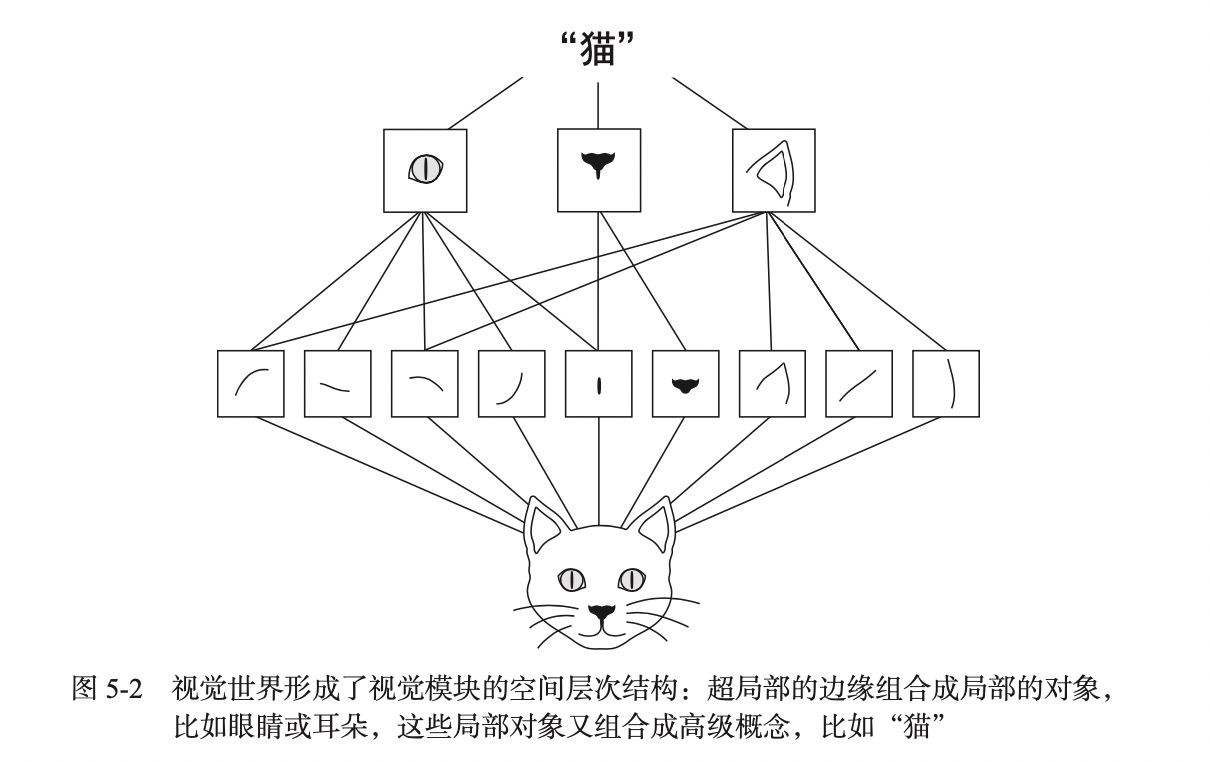 “猫”
图 5-2 视觉世界形成了视觉模块的空间层次结构：超局部的边缘组合成局部的对象，
比如眼睛或耳朵，这些局部对象又组合成高级概念，比如“猫”